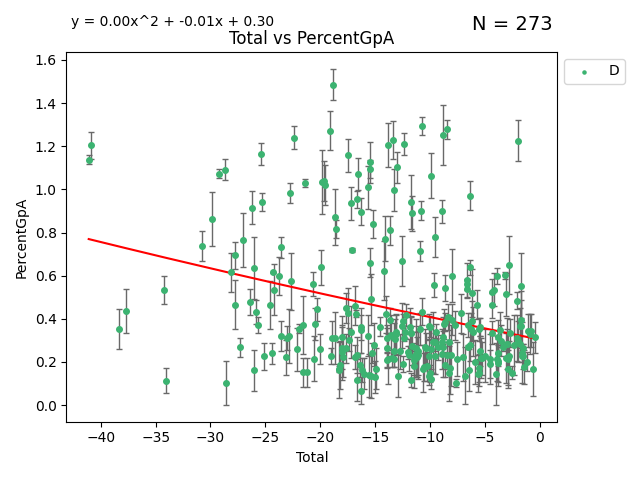 y = 0.00x^2 + -0.01x + 0.30
N = 273
Total vs PercentGpA
D
PercentGpA
1.6
1.4
1.2
1.0
0.8
0.6
0.4
0.2
0.0
−40 −35 −30 −25 −20 −15 −10 −5 0
Total